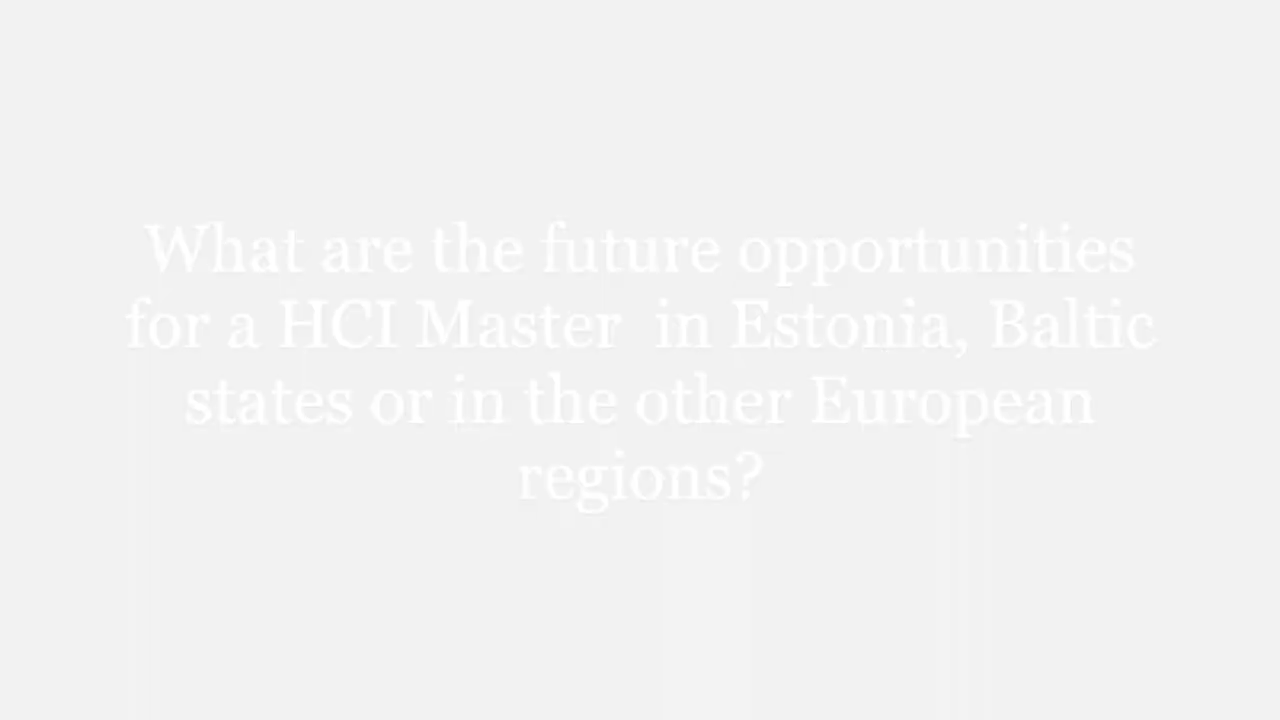 What are the future opportunities
for a HCI Master  in Estonia, Baltic
states or in the other European
regions?